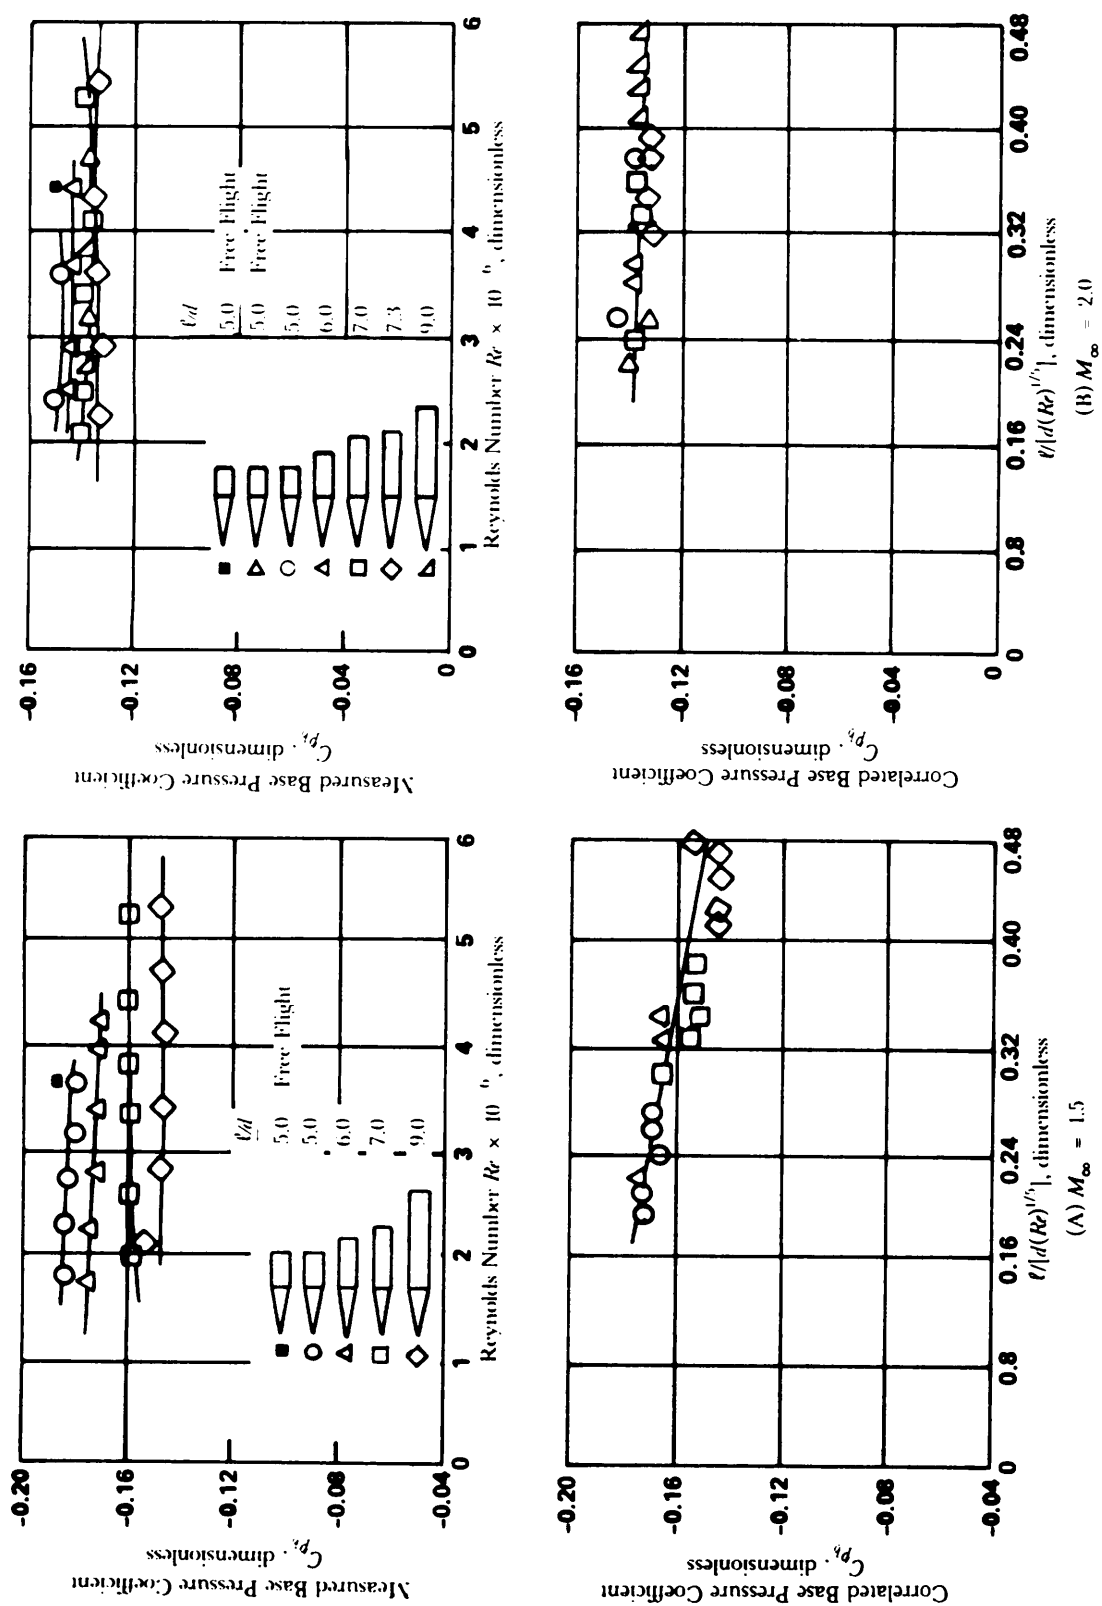 Measured Base Pressure Coefficient
C_{p_b}, dimensionless
-0.20
-0.16
-0.12
-0.08
-0.04
0 1 2 3 4 5 6
Reynolds Number Re × 10^{-6}, dimensionless
ℓ/d
5.0 Free Flight
5.0
6.0
7.0
9.0
Measured Base Pressure Coefficient
C_{p_b}, dimensionless
-0.16
-0.12
-0.08
-0.04
0
0 1 2 3 4 5 6
Reynolds Number Re × 10^{-6}, dimensionless
ℓ/d
5.0 Free Flight
5.0 Free Flight
5.0
6.0
7.0
7.3
9.0
Correlated Base Pressure Coefficient
C_{p_b}, dimensionless
-0.20
-0.16
-0.12
-0.08
-0.04
0 0.8 0.16 0.24 0.32 0.40 0.48
ℓ/[d(Re)^{1/5}], dimensionless
(A) M_∞ = 1.5
Correlated Base Pressure Coefficient
C_{p_b}, dimensionless
-0.16
-0.12
-0.08
-0.04
0
0 0.8 0.16 0.24 0.32 0.40 0.48
ℓ/[d(Re)^{1/5}], dimensionless
(B) M_∞ = 2.0